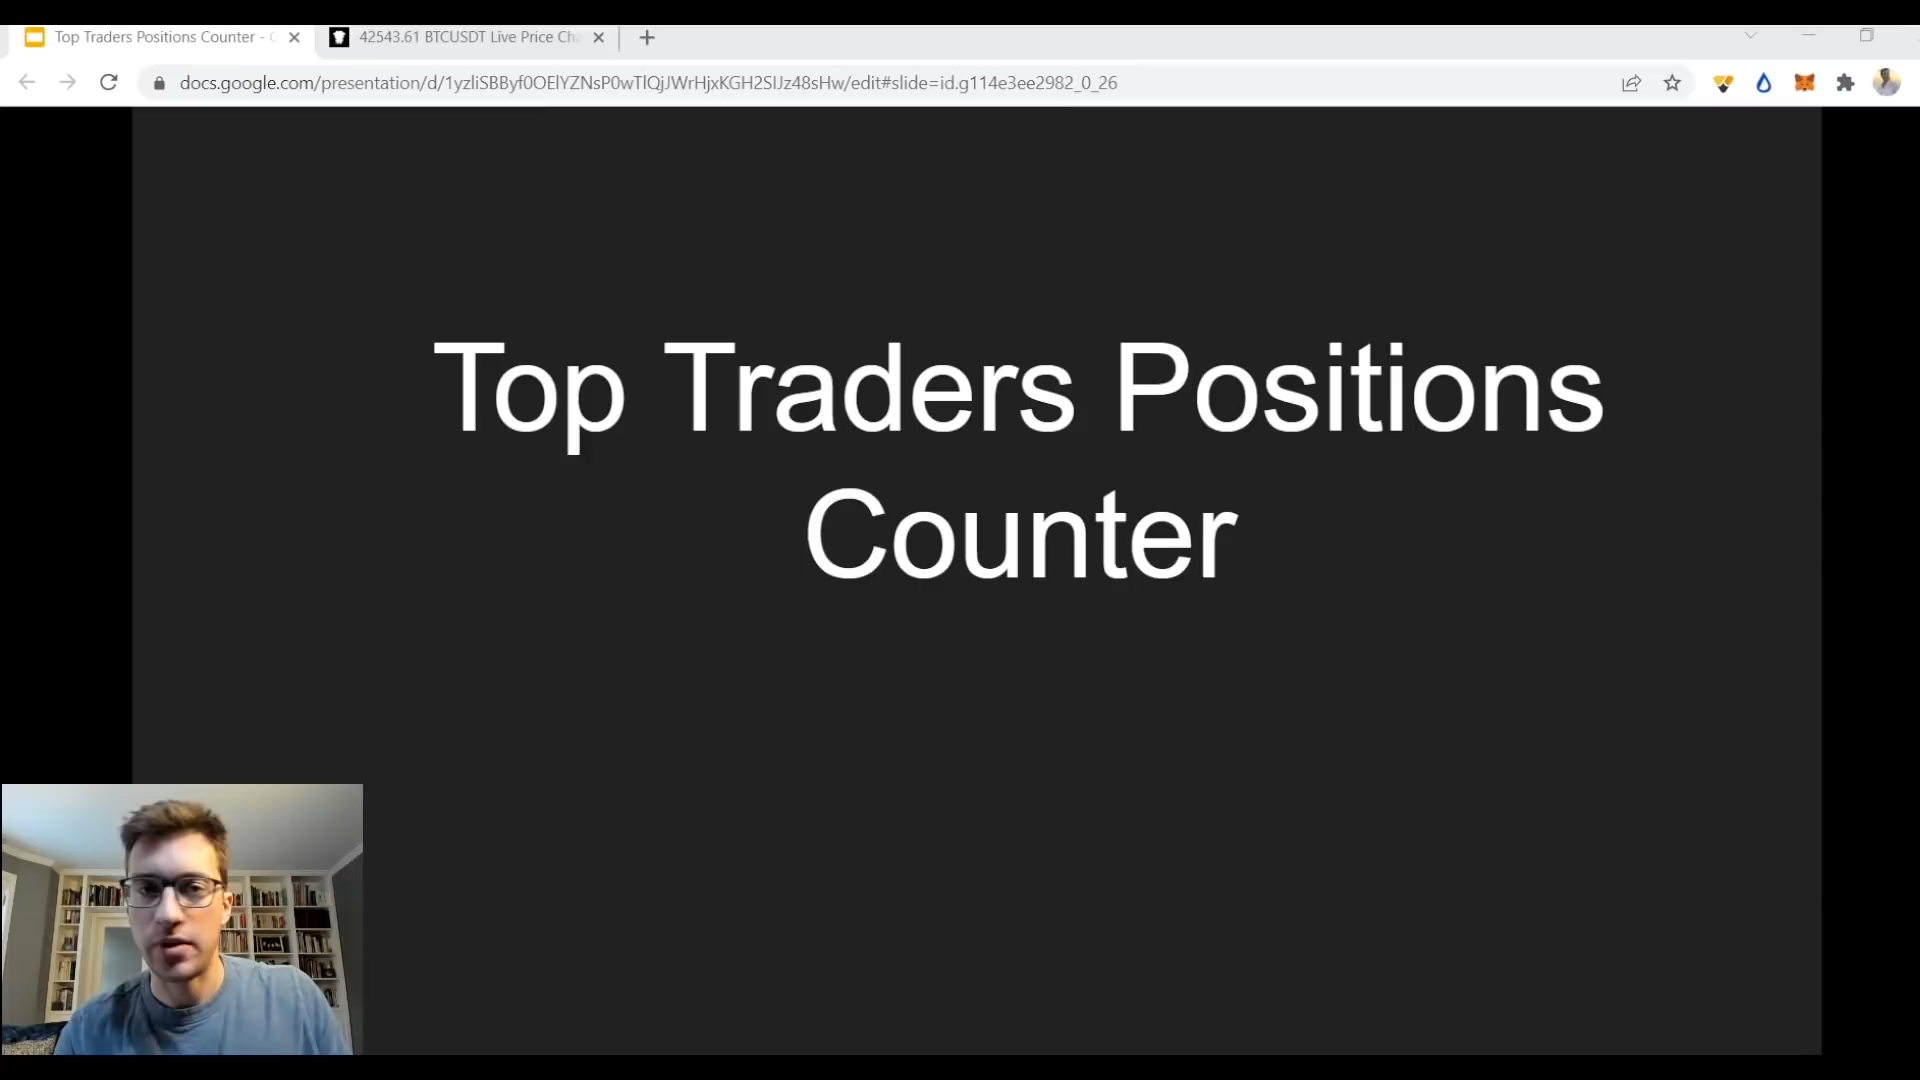 Top Traders Positions Counter -
42543.61 BTCUSDT Live Price Cha
docs.google.com/presentation/d/1yzliSBByf0OElYZNsP0wTlQjJWrHjxKGH2SlJz48sHw/edit#slide=id.g114e3ee2982_0_26
Top Traders Positions
Counter